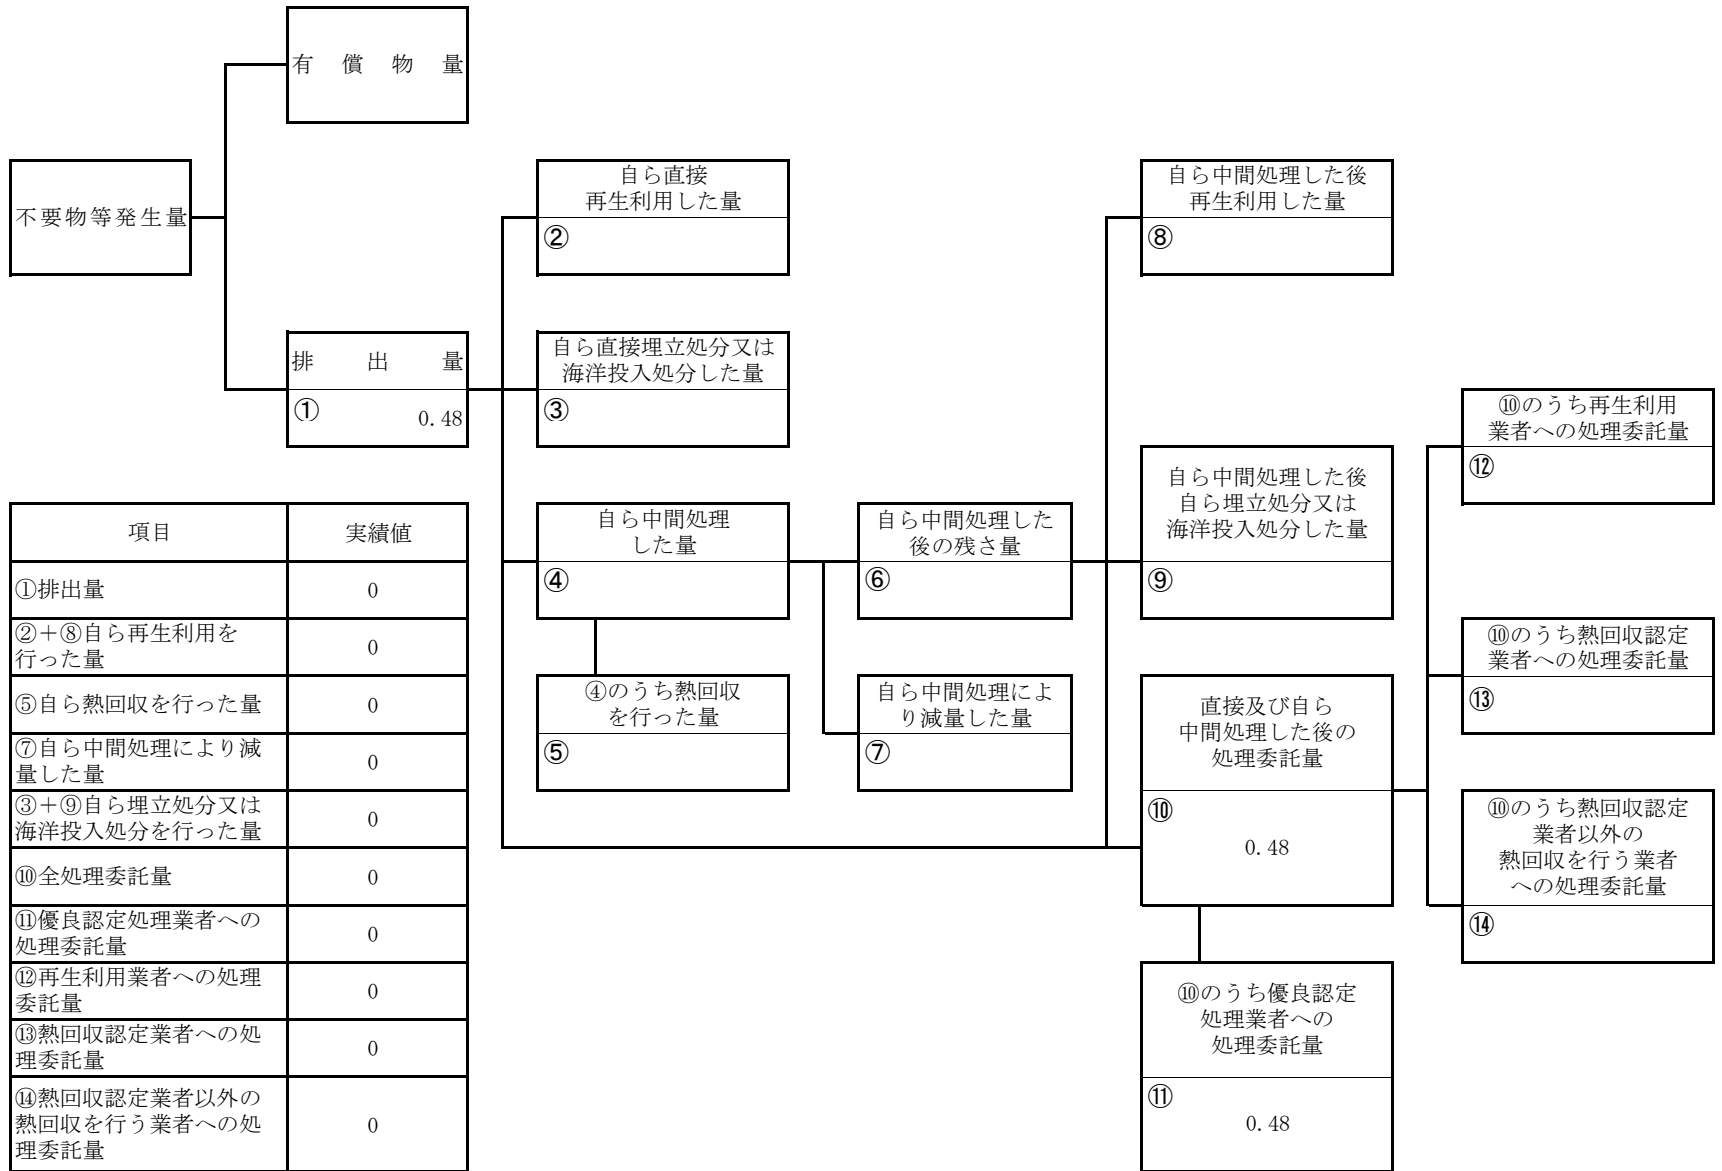 有償物量
不要物等発生量
排出量
① 0.48
自ら直接
再生利用した量
②
自ら直接埋立処分又は
海洋投入処分した量
③
自ら中間処理
した量
④
④のうち熱回収
を行った量
⑤
自ら中間処理した
後の残さ量
⑥
自ら中間処理によ
り減量した量
⑦
自ら中間処理した後
再生利用した量
⑧
自ら中間処理した後
自ら埋立処分又は
海洋投入処分した量
⑨
直接及び自ら
中間処理した後の
処理委託量
⑩
0.48
⑩のうち優良認定
処理業者への
処理委託量
⑪
0.48
⑩のうち再生利用
業者への処理委託量
⑫
⑩のうち熱回収認定
業者への処理委託量
⑬
⑩のうち熱回収認定
業者以外の
熱回収を行う業者
への処理委託量
⑭
項目 実績値
①排出量 0
②+⑧自ら再生利用を
行った量 0
⑤自ら熱回収を行った量 0
⑦自ら中間処理により減
量した量 0
③+⑨自ら埋立処分又は
海洋投入処分を行った量 0
⑩全処理委託量 0
⑪優良認定処理業者への
処理委託量 0
⑫再生利用業者への処理
委託量 0
⑬熱回収認定業者への処
理委託量 0
⑭熱回収認定業者以外の
熱回収を行う業者への処
理委託量 0